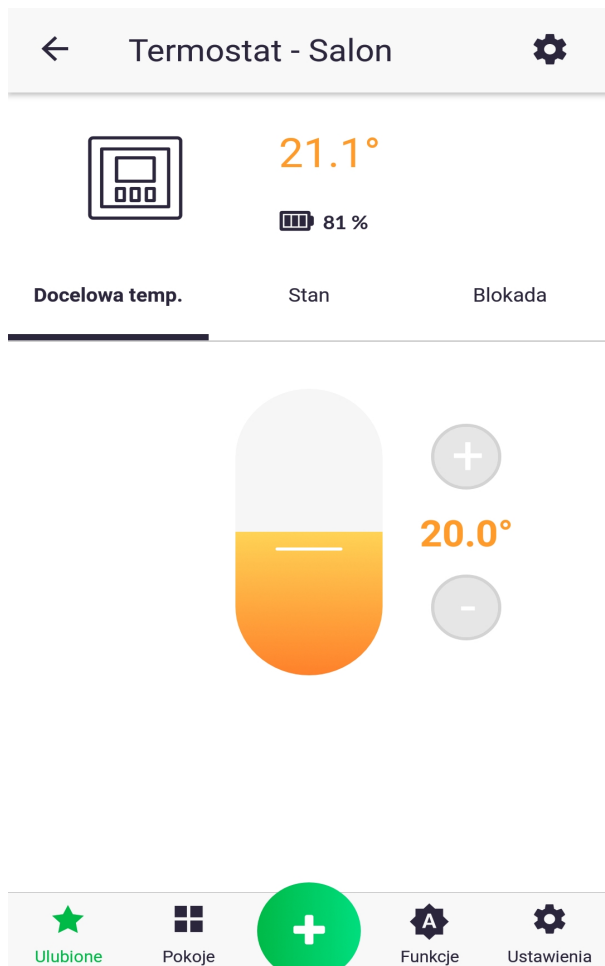 Termostat - Salon
21.1°
81 %
Docelowa temp.
Stan
Blokada
+
20.0°
-
+
A
Ulubione
Pokoje
Funkcje
Ustawienia